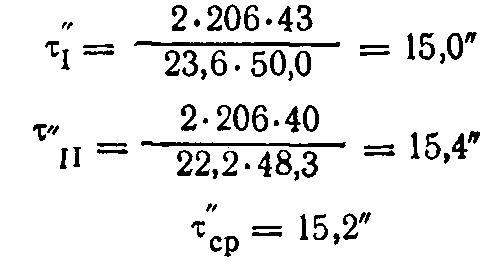 τ″I = 2·206·43 / 23,6·50,0 = 15,0″
τ″II = 2·206·40 / 22,2·48,3 = 15,4″
τ″ср = 15,2″